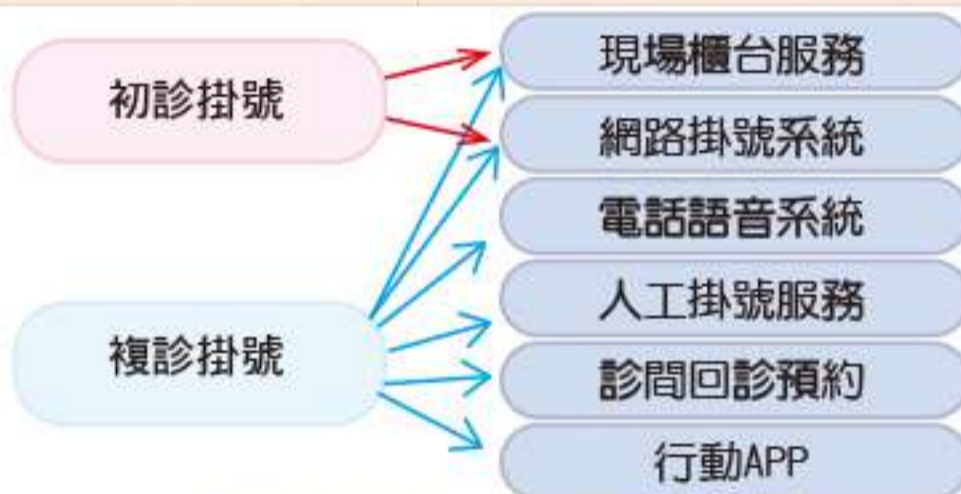 初診掛號
複診掛號
現場櫃台服務
網路掛號系統
電話語音系統
人工掛號服務
診間回診預約
行動APP